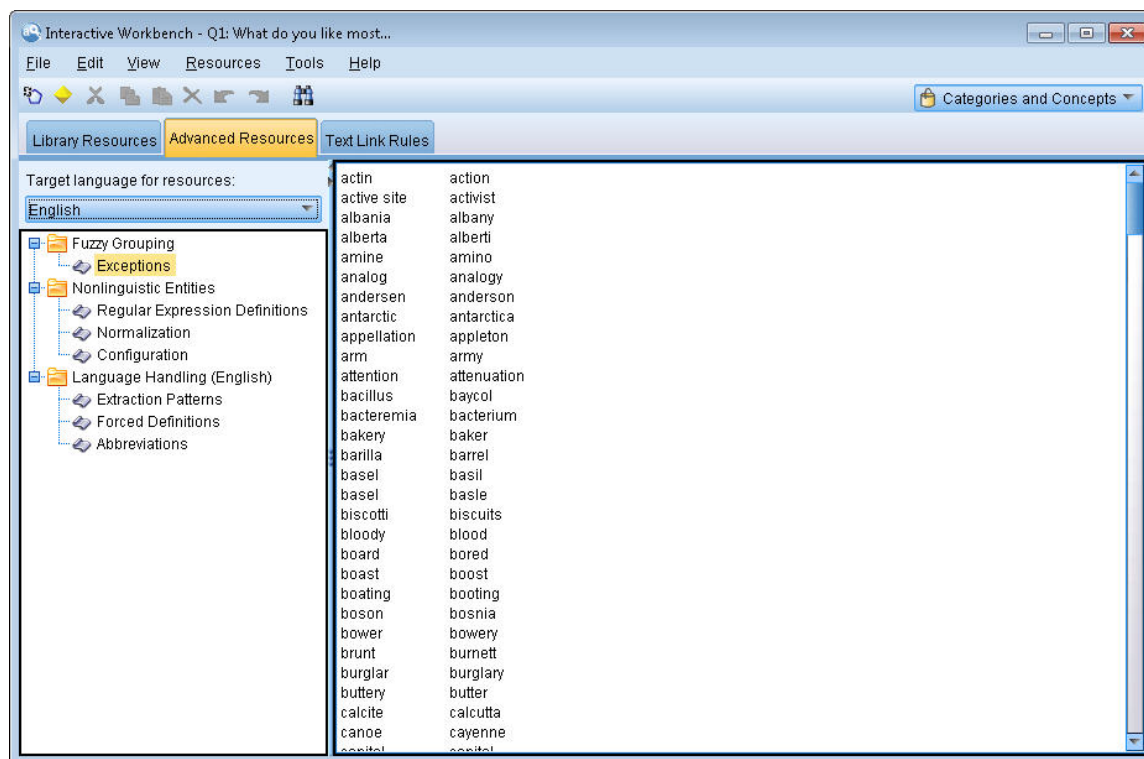 Interactive Workbench - Q1: What do you like most...
File Edit View Resources Tools Help
Categories and Concepts
Library Resources Advanced Resources Text Link Rules
Target language for resources:
English
Fuzzy Grouping
Exceptions
Nonlinguistic Entities
Regular Expression Definitions
Normalization
Configuration
Language Handling (English)
Extraction Patterns
Forced Definitions
Abbreviations
actin action
active site activist
albania albany
alberta alberti
amine amino
analog analogy
andersen anderson
antarctic antarctica
appellation appleton
arm army
attention attenuation
bacillus baycol
bacteremia bacterium
bakery baker
barilla barrel
basel basil
basel basle
biscotti biscuits
bloody blood
board bored
boast boost
boating booting
boson bosnia
bower bowery
brunt burnett
burglar burglary
buttery butter
calcite calcutta
canoe cayenne